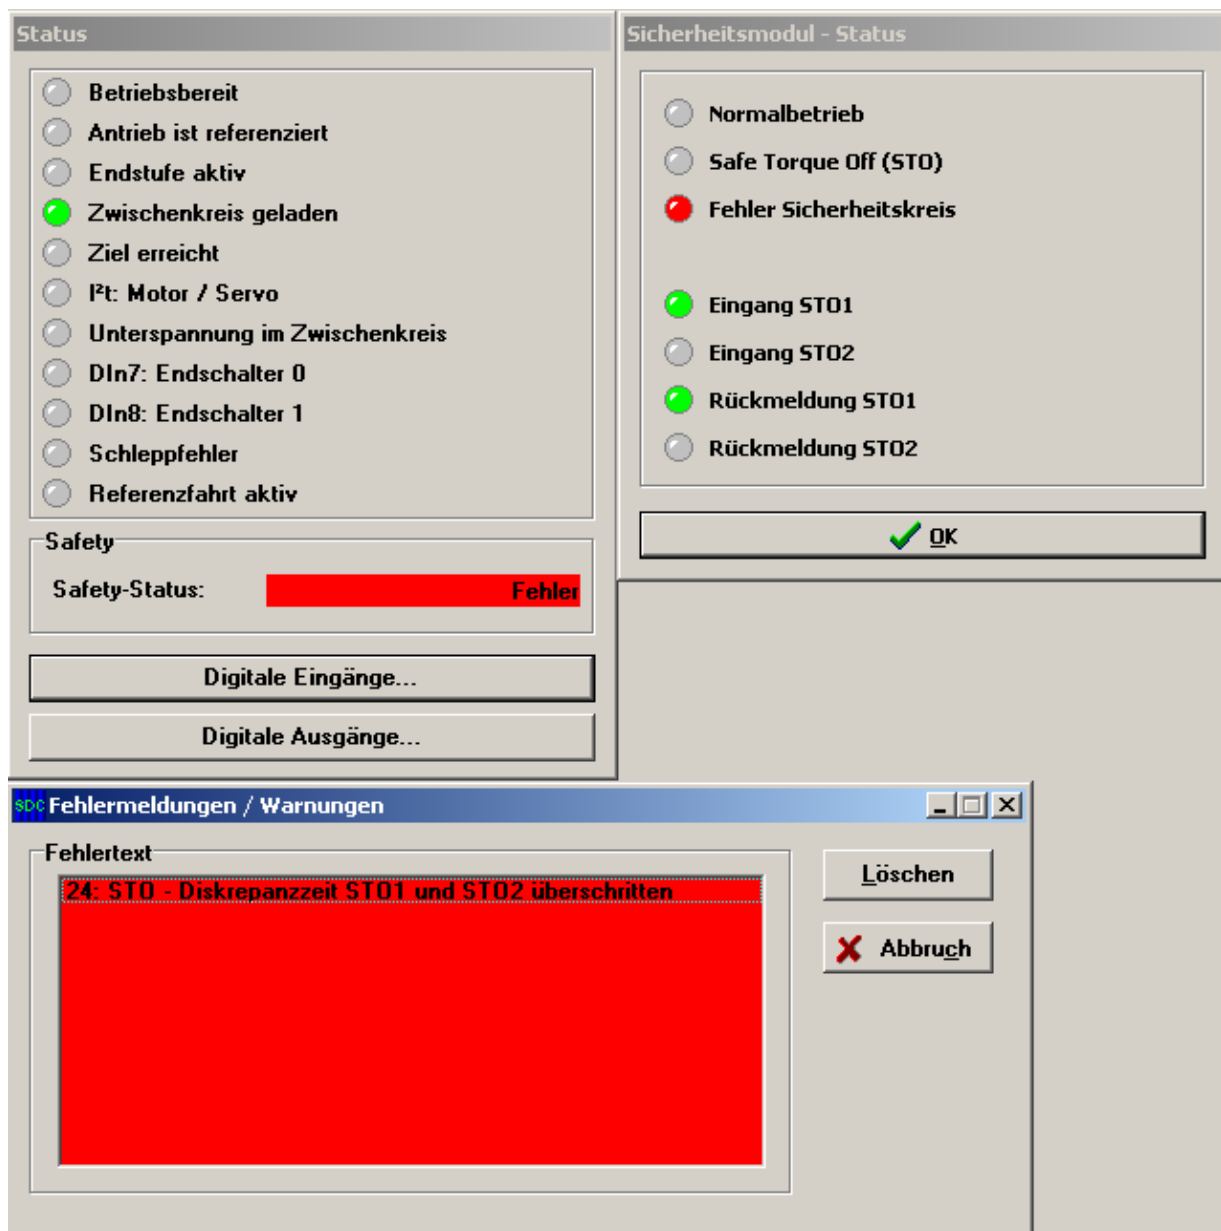 Status
Betriebsbereit
Antrieb ist referenziert
Endstufe aktiv
Zwischenkreis geladen
Ziel erreicht
I²t: Motor / Servo
Unterspannung im Zwischenkreis
DIn7: Endschalter 0
DIn8: Endschalter 1
Schleppfehler
Referenzfahrt aktiv
Safety
Safety-Status: Fehler
Digitale Eingänge...
Digitale Ausgänge...
Sicherheitsmodul - Status
Normalbetrieb
Safe Torque Off (STO)
Fehler Sicherheitskreis
Eingang STO1
Eingang STO2
Rückmeldung STO1
Rückmeldung STO2
OK
SDC Fehlermeldungen / Warnungen
Fehlertext
24: STO - Diskrepanzzeit STO1 und STO2 überschritten
Löschen
Abbruch